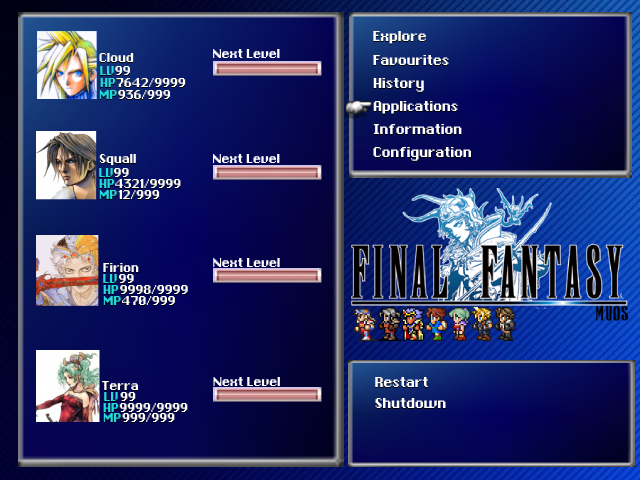 Cloud
LV99
HP7642/9999
MP936/999
Next Level
Squall
LV99
HP4321/9999
MP12/999
Next Level
Firion
LV99
HP9998/9999
MP470/999
Next Level
Terra
LV99
HP9999/9999
MP999/999
Next Level
Explore
Favourites
History
Applications
Information
Configuration
FINAL FANTASY
MUOS
Restart
Shutdown